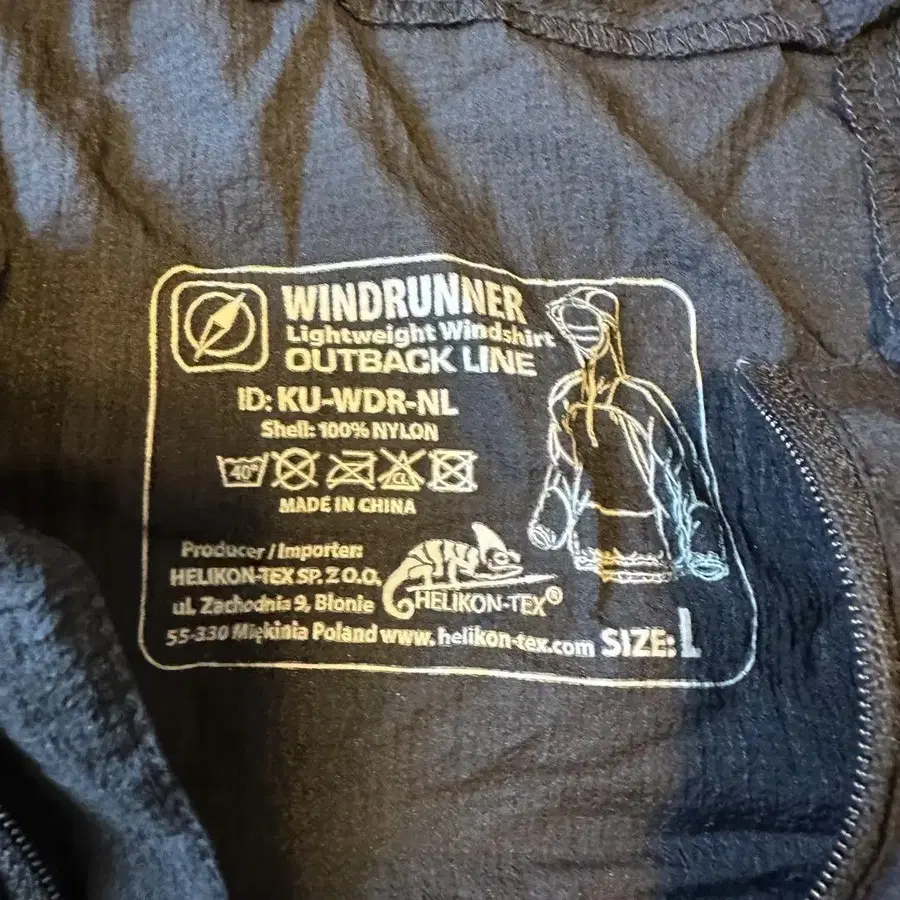 WINDRUNNER
Lightweight Windshirt
OUTBACK LINE
ID: KU-WDR-NL
Shell: 100% NYLON
40° CL
MADE IN CHINA
Producer / Importer:
HELIKON-TEX SP. Z O.O.
ul. Zachodnia 9, Błonie
55-330 Miękinia Poland www.helikon-tex.com
HELIKON-TEX®
SIZE: L